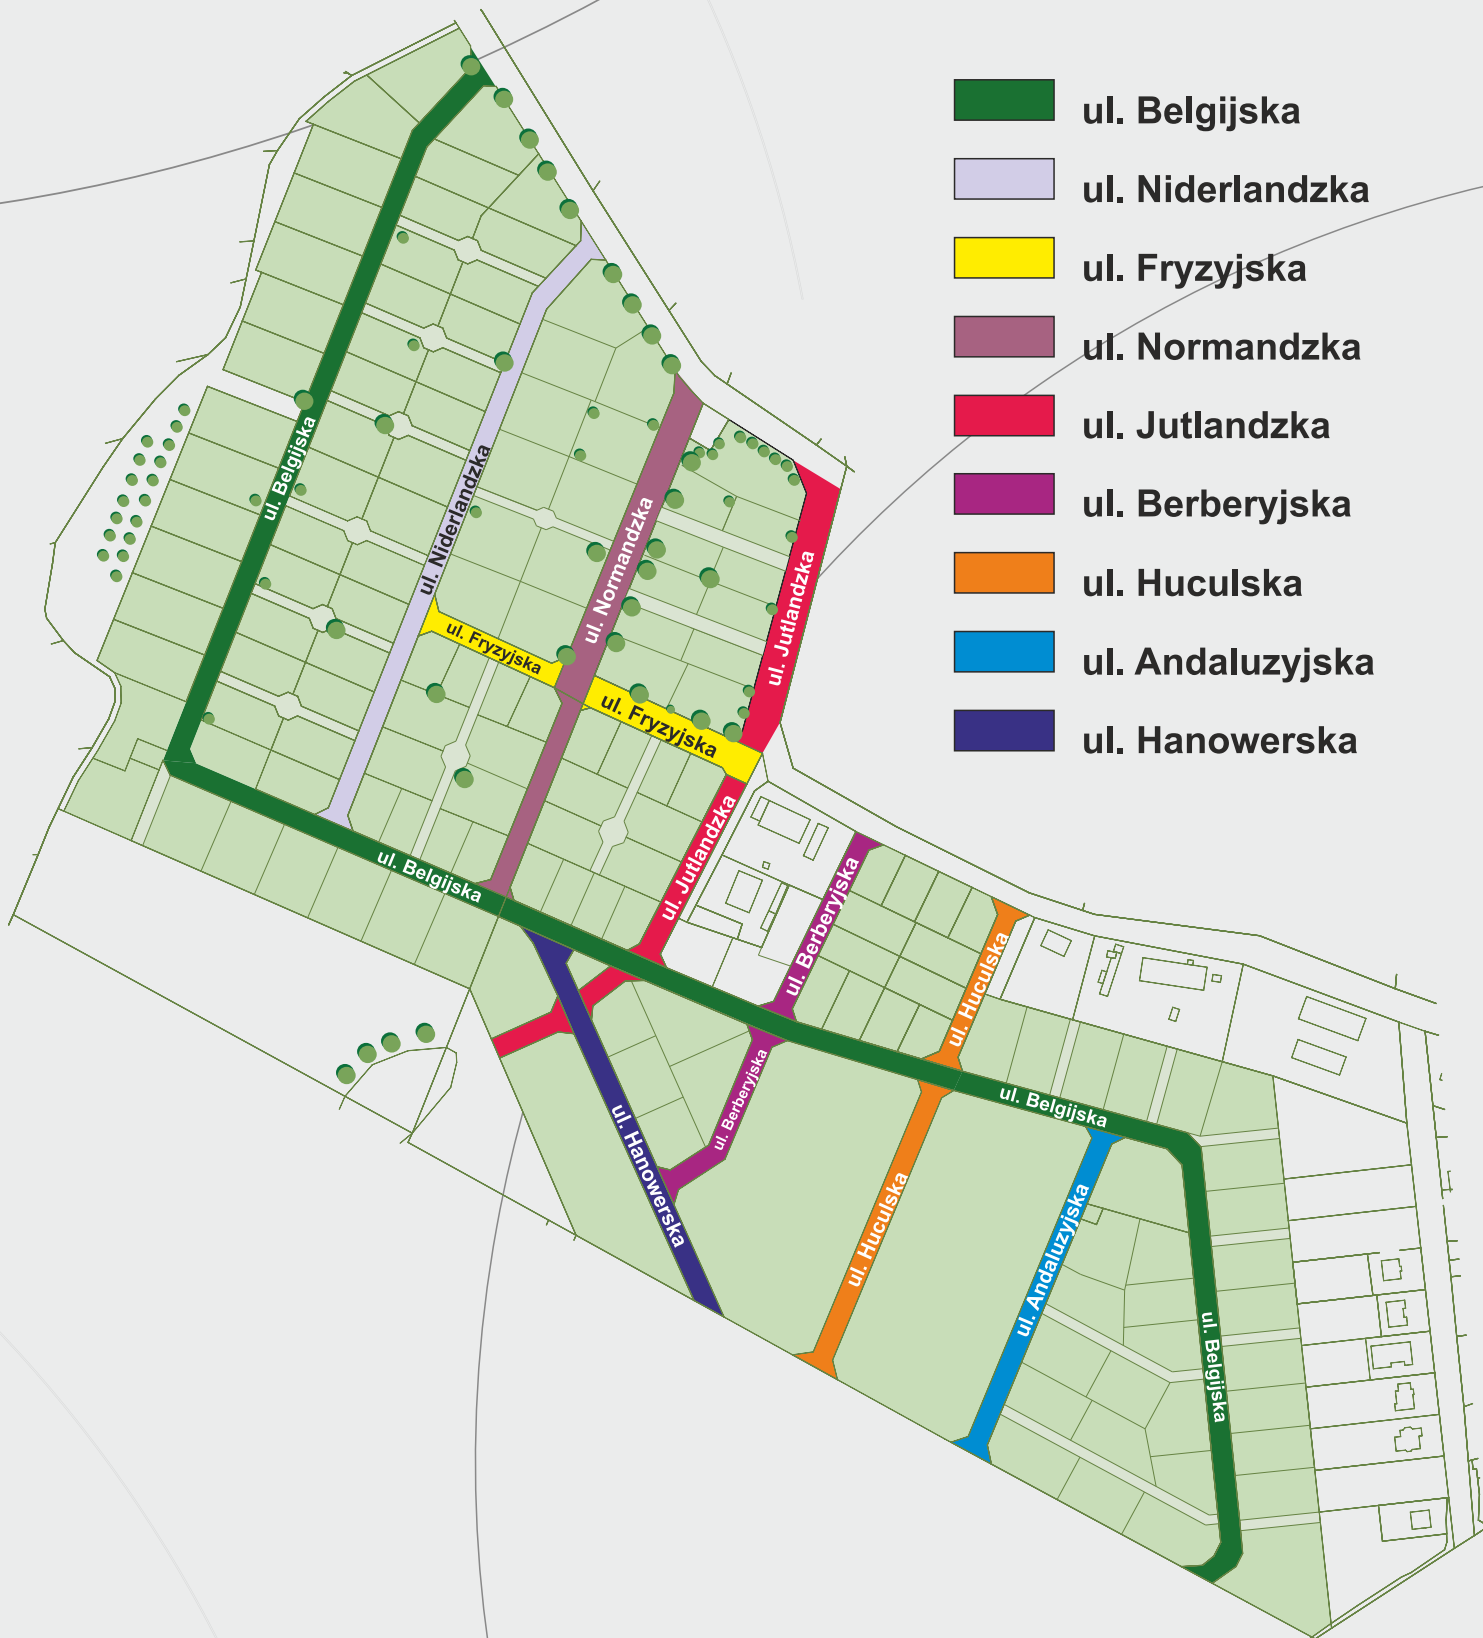 ul. Belgijska
ul. Niderlandzka
ul. Fryzyjska
ul. Normandzka
ul. Jutlandzka
ul. Berberyjska
ul. Huculska
ul. Andaluzyjska
ul. Hanowerska
ul. Belgijska
ul. Niderlandzka
ul. Normandzka
ul. Jutlandzka
ul. Fryzyjska
ul. Fryzyjska
ul. Jutlandzka
ul. Belgijska
ul. Berberyjska
ul. Huculska
ul. Berberyjska
ul. Belgijska
ul. Hanowerska
ul. Huculska
ul. Andaluzyjska
ul. Belgijska